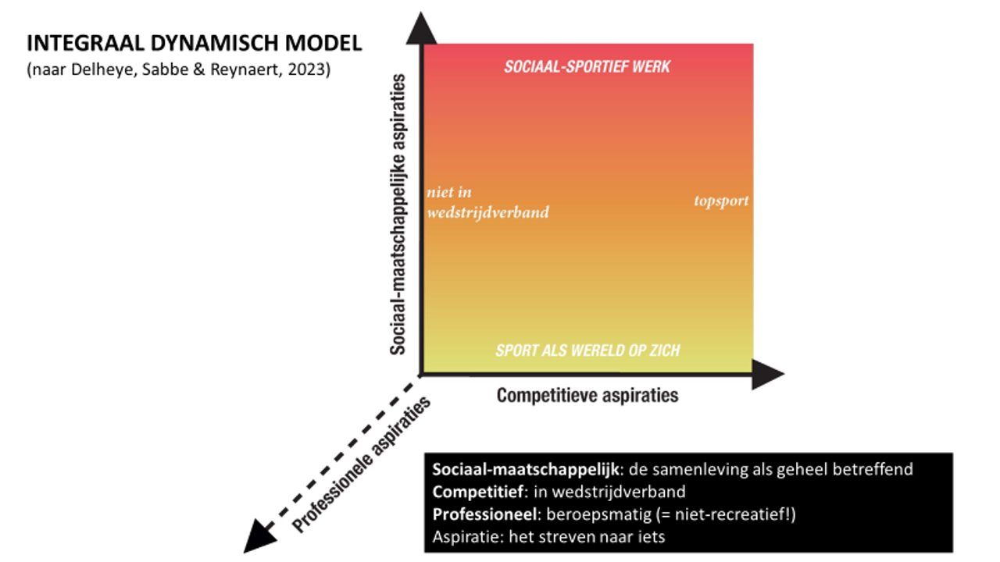 INTEGRAAL DYNAMISCH MODEL
(naar Delheye, Sabbe & Reynaert, 2023)
Sociaal-maatschappelijke aspiraties
SOCIAAL-SPORTIEF WERK
niet in
wedstrijdverband
topsport
SPORT ALS WERELD OP ZICH
Competitieve aspiraties
Professionele aspiraties
Sociaal-maatschappelijk: de samenleving als geheel betreffend
Competitief: in wedstrijdverband
Professioneel: beroepsmatig (= niet-recreatief!)
Aspiratie: het streven naar iets